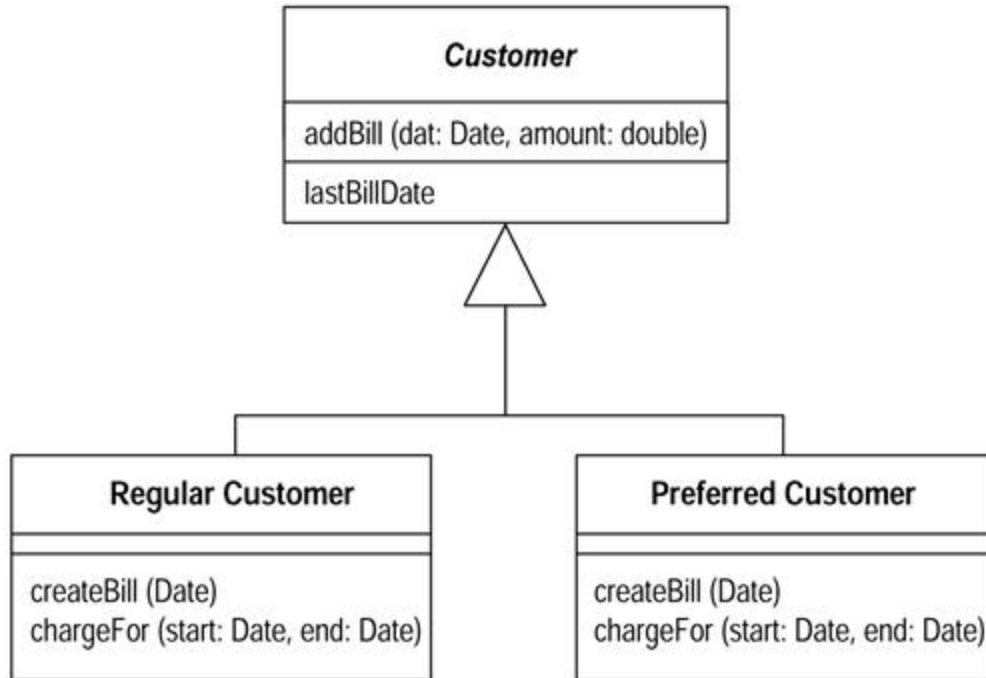 Customer
addBill (dat: Date, amount: double)
lastBillDate
Regular Customer
createBill (Date)
chargeFor (start: Date, end: Date)
Preferred Customer
createBill (Date)
chargeFor (start: Date, end: Date)